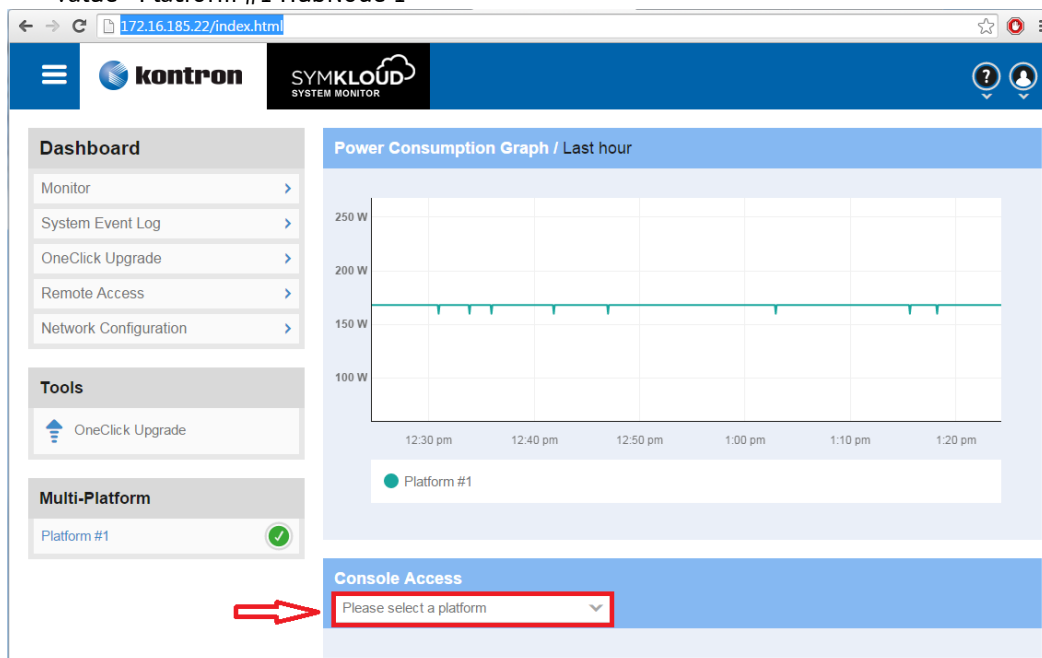 172.16.185.22/index.html
kontron
SYMKLOUD
SYSTEM MONITOR
?
Dashboard
Monitor
System Event Log
OneClick Upgrade
Remote Access
Network Configuration
Tools
OneClick Upgrade
Multi-Platform
Platform #1
Power Consumption Graph / Last hour
250 W
200 W
150 W
100 W
12:30 pm 12:40 pm 12:50 pm 1:00 pm 1:10 pm 1:20 pm
Platform #1
Console Access
Please select a platform